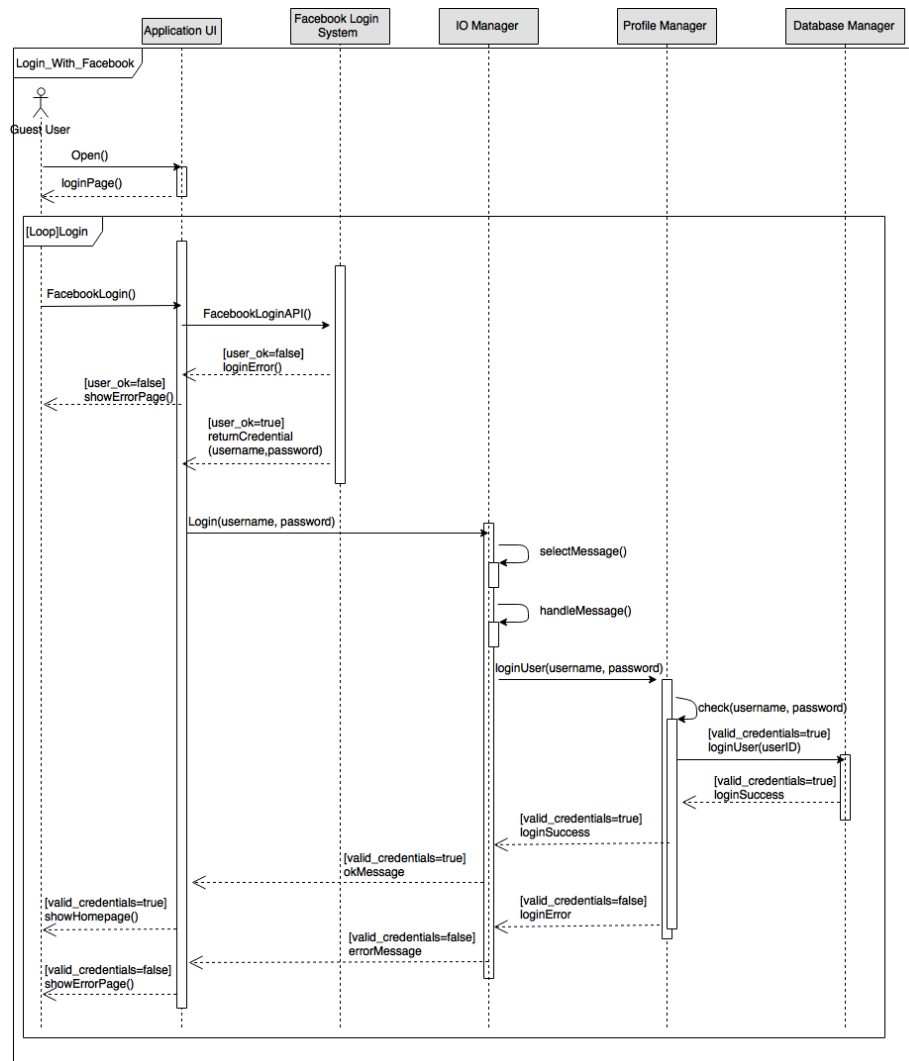 Application UI
Facebook Login
System
IO Manager
Profile Manager
Database Manager
Login_With_Facebook
Guest User
Open()
loginPage()
[Loop]Login
FacebookLogin()
FacebookLoginAPI()
[user_ok=false]
loginError()
[user_ok=false]
showErrorPage()
[user_ok=true]
returnCredential
(username,password)
Login(username, password)
selectMessage()
handleMessage()
loginUser(username, password)
check(username, password)
[valid_credentials=true]
loginUser(userID)
[valid_credentials=true]
loginSuccess
[valid_credentials=true]
loginSuccess
[valid_credentials=true]
okMessage
[valid_credentials=true]
showHomepage()
[valid_credentials=false]
loginError
[valid_credentials=false]
errorMessage
[valid_credentials=false]
showErrorPage()